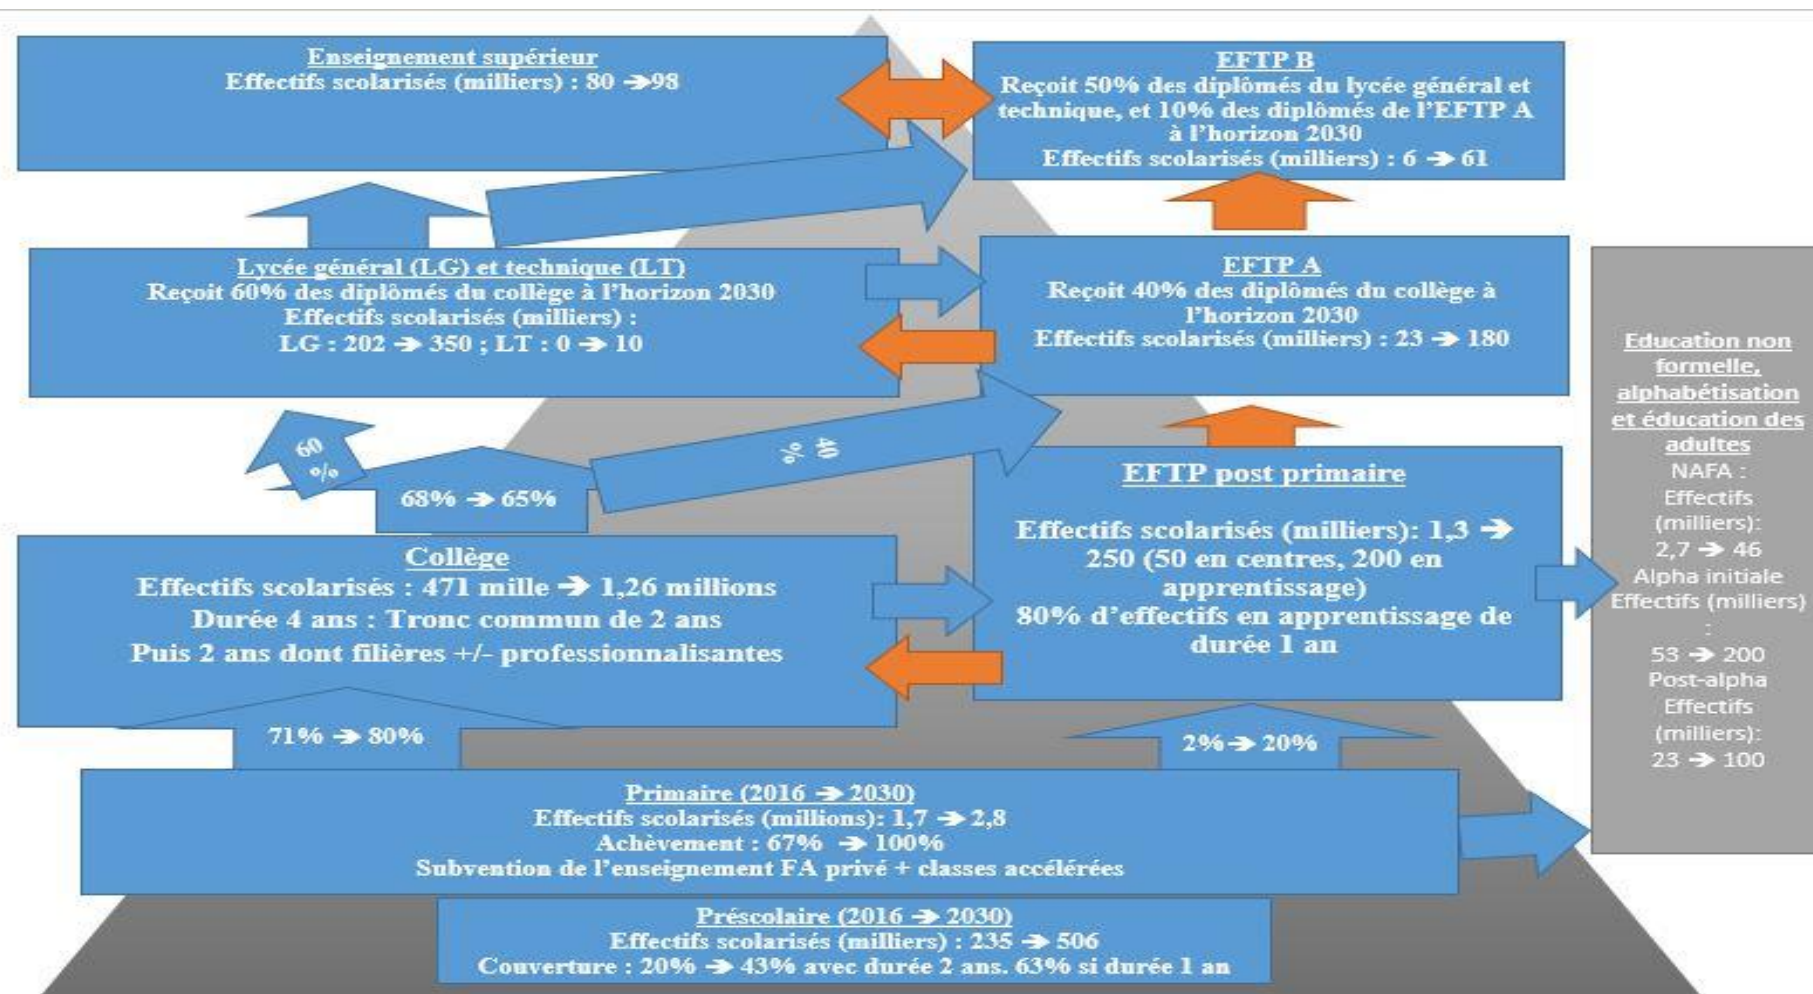 Enseignement supérieur
Effectifs scolarisés (milliers) : 80 ➔98
EFTP B
Reçoit 50% des diplômés du lycée général et
technique, et 10% des diplômés de l’EFTP A
à l’horizon 2030
Effectifs scolarisés (milliers) : 6 ➔ 61
Lycée général (LG) et technique (LT)
Reçoit 60% des diplômés du collège à l’horizon 2030
Effectifs scolarisés (milliers) :
LG : 202 ➔ 350 ; LT : 0 ➔ 10
EFTP A
Reçoit 40% des diplômés du collège à
l’horizon 2030
Effectifs scolarisés (milliers) : 23 ➔ 180
60
%
68% ➔ 65%
40
%
Collège
Effectifs scolarisés : 471 mille ➔ 1,26 millions
Durée 4 ans : Tronc commun de 2 ans
Puis 2 ans dont filières +/- professionnalisantes
EFTP post primaire
Effectifs scolarisés (milliers): 1,3 ➔
250 (50 en centres, 200 en
apprentissage)
80% d’effectifs en apprentissage de
durée 1 an
Education non
formelle,
alphabétisation
et éducation des
adultes
NAFA :
Effectifs
(milliers):
2,7 ➔ 46
Alpha initiale
Effectifs (milliers)
:
53 ➔ 200
Post-alpha
Effectifs
(milliers):
23 ➔ 100
71% ➔ 80%
2%➔ 20%
Primaire (2016 ➔ 2030)
Effectifs scolarisés (millions): 1,7 ➔ 2,8
Achèvement : 67% ➔ 100%
Subvention de l’enseignement FA privé + classes accélérées
Préscolaire (2016 ➔ 2030)
Effectifs scolarisés (milliers) : 235 ➔ 506
Couverture : 20% ➔ 43% avec durée 2 ans. 63% si durée 1 an